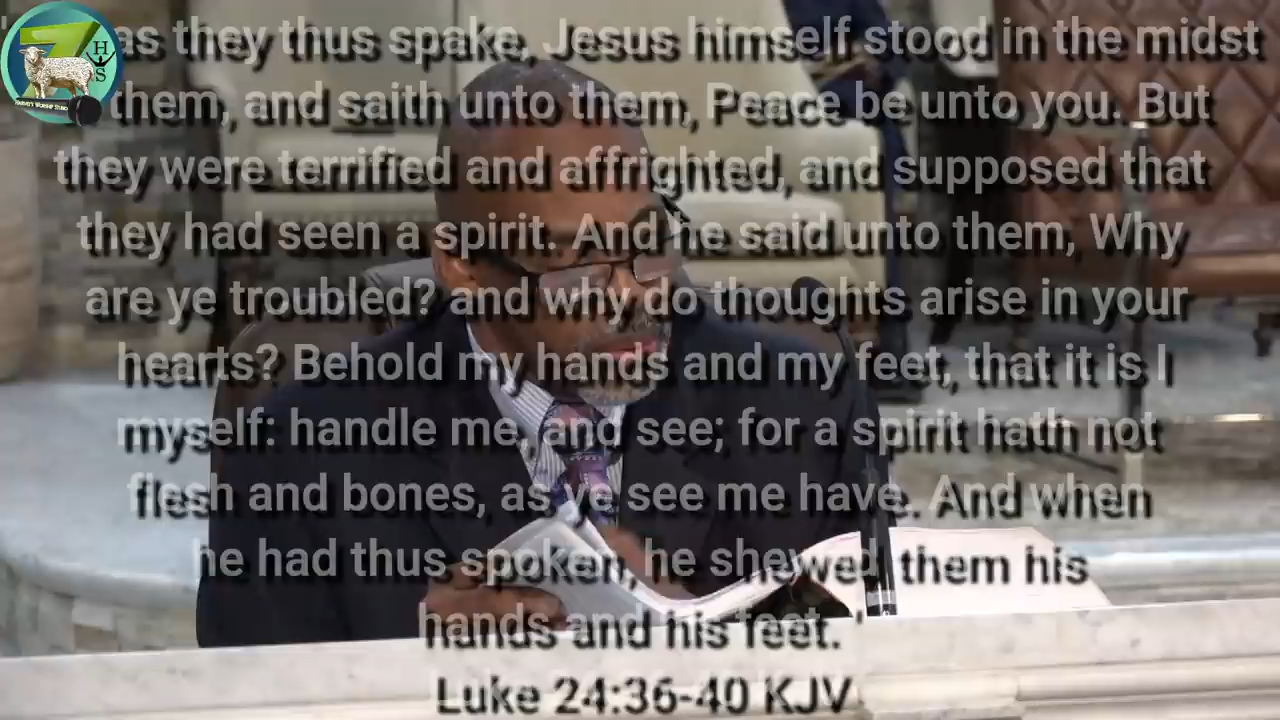 7
H
S
HARVEST WORSHIP STUDIO
as they thus spake, Jesus himself stood in the midst
them, and saith unto them, Peace be unto you. But
they were terrified and affrighted, and supposed that
they had seen a spirit. And he said unto them, Why
are ye troubled? and why do thoughts arise in your
hearts? Behold my hands and my feet, that it is I
myself: handle me, and see; for a spirit hath not
flesh and bones, as ye see me have. And when
he had thus spoken, he shewed them his
hands and his feet. '
Luke 24:36-40 KJV